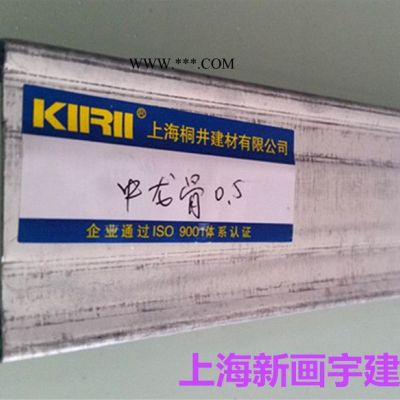 WWW.***.COM
KIRII® 上海桐井建材有限公司
中龙骨0.5
企业通过ISO 9001体系认证
上海新画宇建